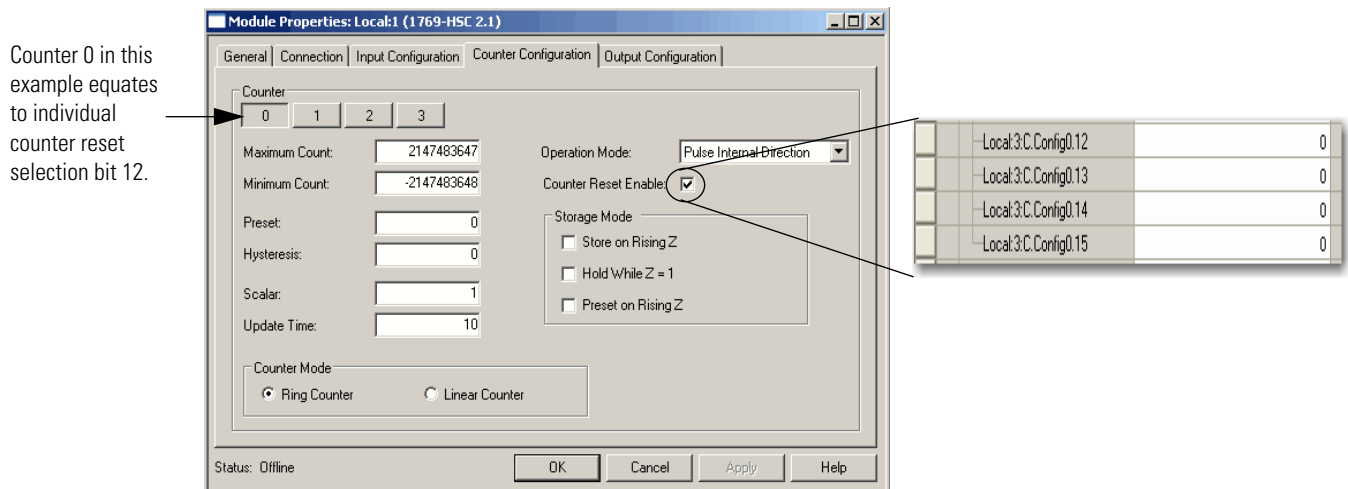 Counter 0 in this
example equates
to individual
counter reset
selection bit 12.
Module Properties: Local:1 (1769-HSC 2.1)
General Connection Input Configuration Counter Configuration Output Configuration
Counter
0 1 2 3
Maximum Count: 2147483647
Minimum Count: -2147483648
Preset: 0
Hysteresis: 0
Scalar: 1
Update Time: 10
Operation Mode: Pulse Internal Direction
Counter Reset Enable:
Storage Mode
Store on Rising Z
Hold While Z = 1
Preset on Rising Z
Counter Mode
Ring Counter Linear Counter
Status: Offline
OK Cancel Apply Help
Local:3:C.Config0.12 0
Local:3:C.Config0.13 0
Local:3:C.Config0.14 0
Local:3:C.Config0.15 0